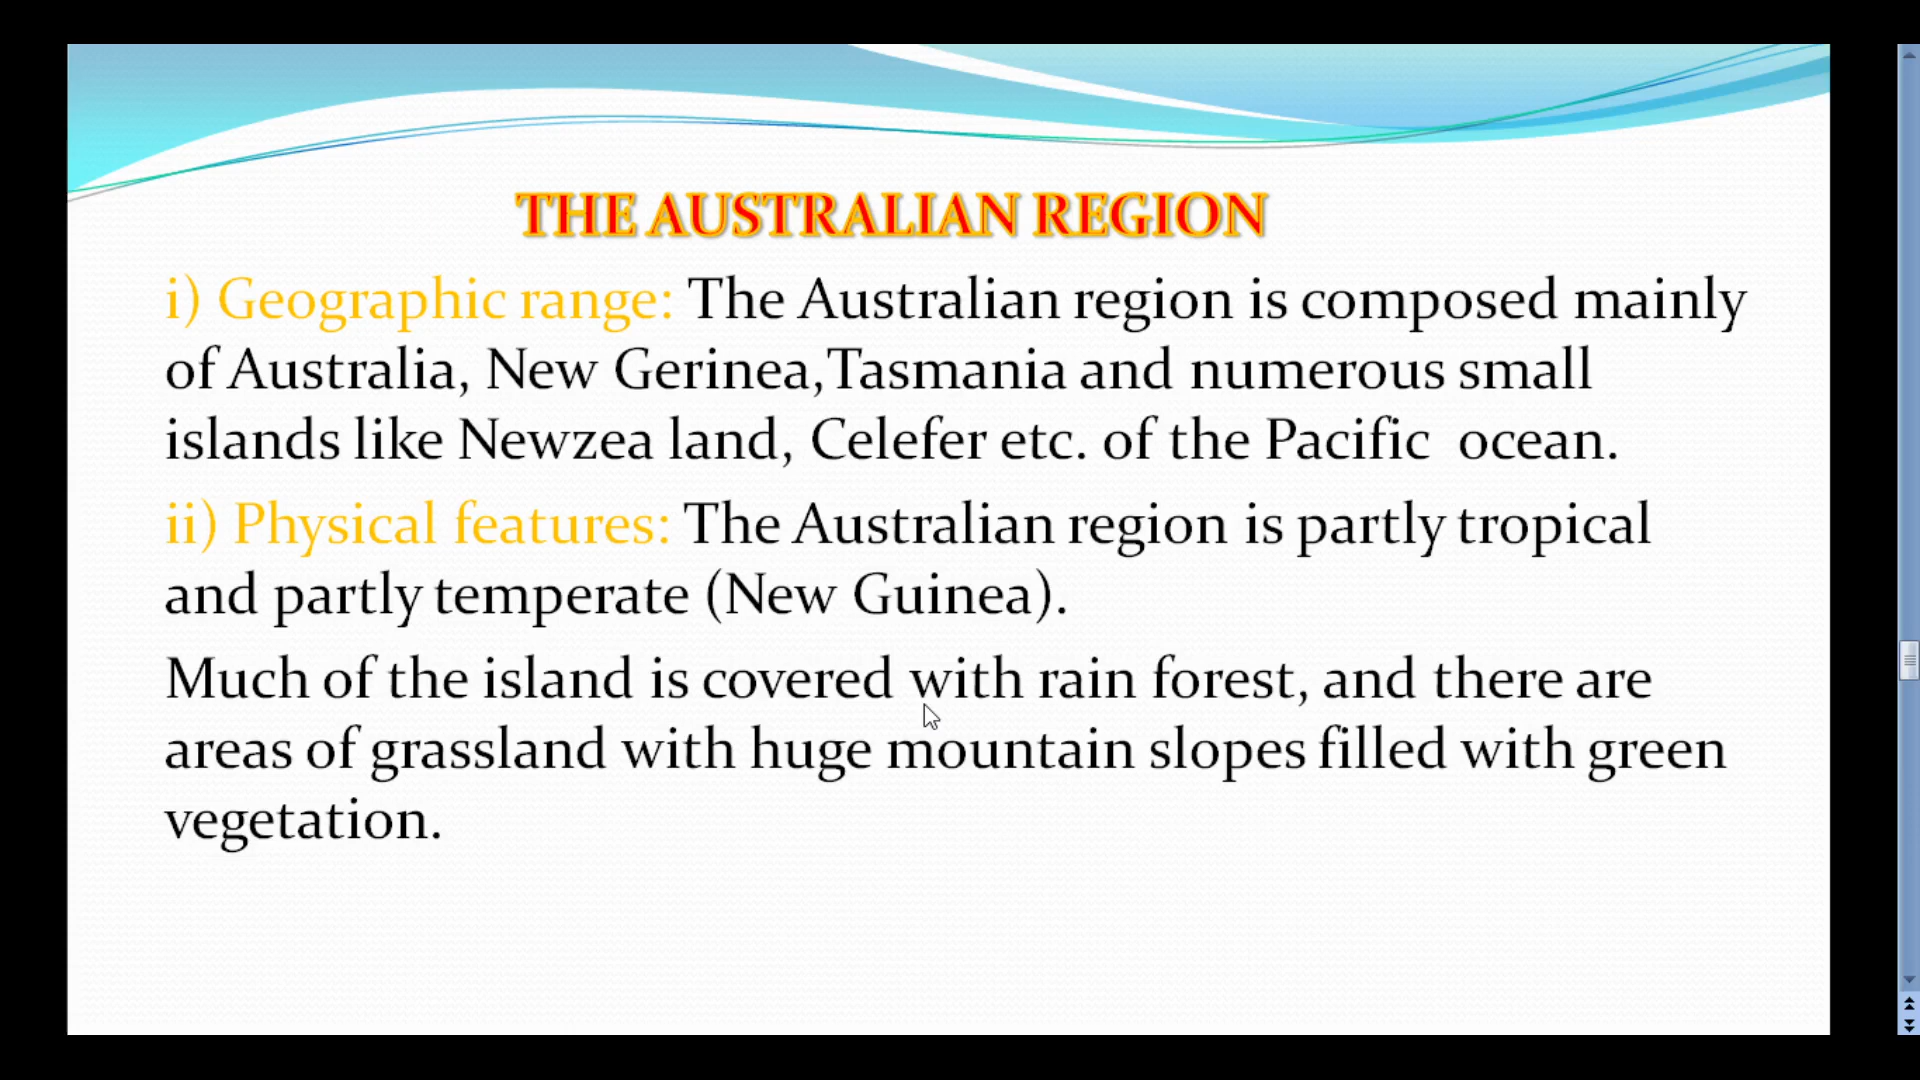 THE AUSTRALIAN REGION
i) Geographic range: The Australian region is composed mainly
of Australia, New Gerinea,Tasmania and numerous small
islands like Newzea land, Celefer etc. of the Pacific ocean.
ii) Physical features: The Australian region is partly tropical
and partly temperate (New Guinea).
Much of the island is covered with rain forest, and there are
areas of grassland with huge mountain slopes filled with green
vegetation.